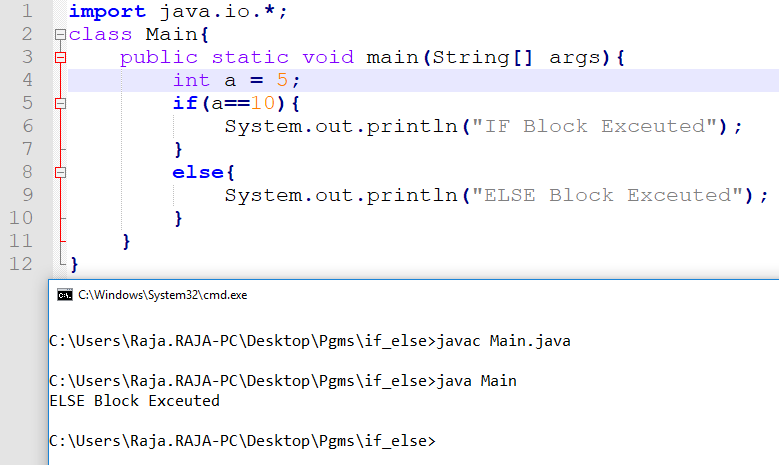 1 import java.io.*;
2 class Main{
3 public static void main(String[] args){
4 int a = 5;
5 if(a==10){
6 System.out.println("IF Block Exceuted");
7 }
8 else{
9 System.out.println("ELSE Block Exceuted");
10 }
11 }
12 }
C:\Windows\System32\cmd.exe
C:\Users\Raja.RAJA-PC\Desktop\Pgms\if_else>javac Main.java
C:\Users\Raja.RAJA-PC\Desktop\Pgms\if_else>java Main
ELSE Block Exceuted
C:\Users\Raja.RAJA-PC\Desktop\Pgms\if_else>